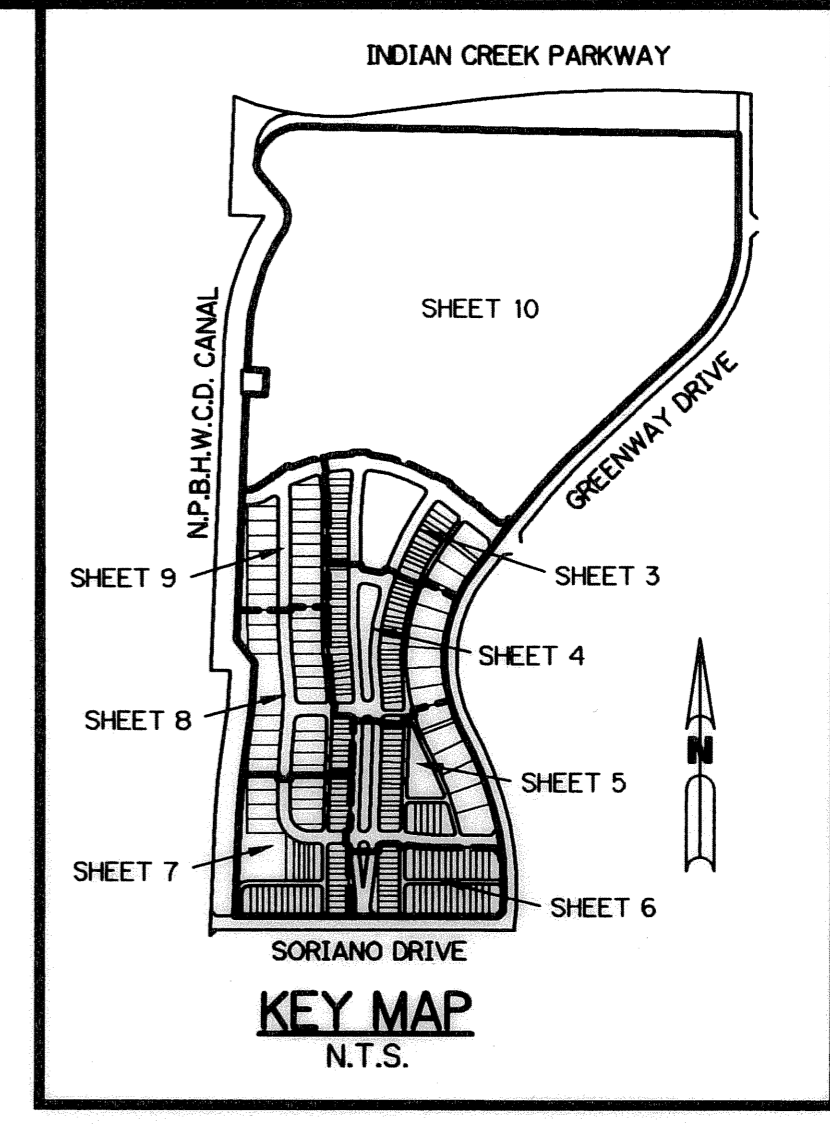 INDIAN CREEK PARKWAY
SHEET 10
N.P.B.H.W.C.D. CANAL
GREENWAY DRIVE
SHEET 9
SHEET 3
SHEET 4
SHEET 8
N
SHEET 5
SHEET 7
SHEET 6
SORIANO DRIVE
KEY MAP
N.T.S.